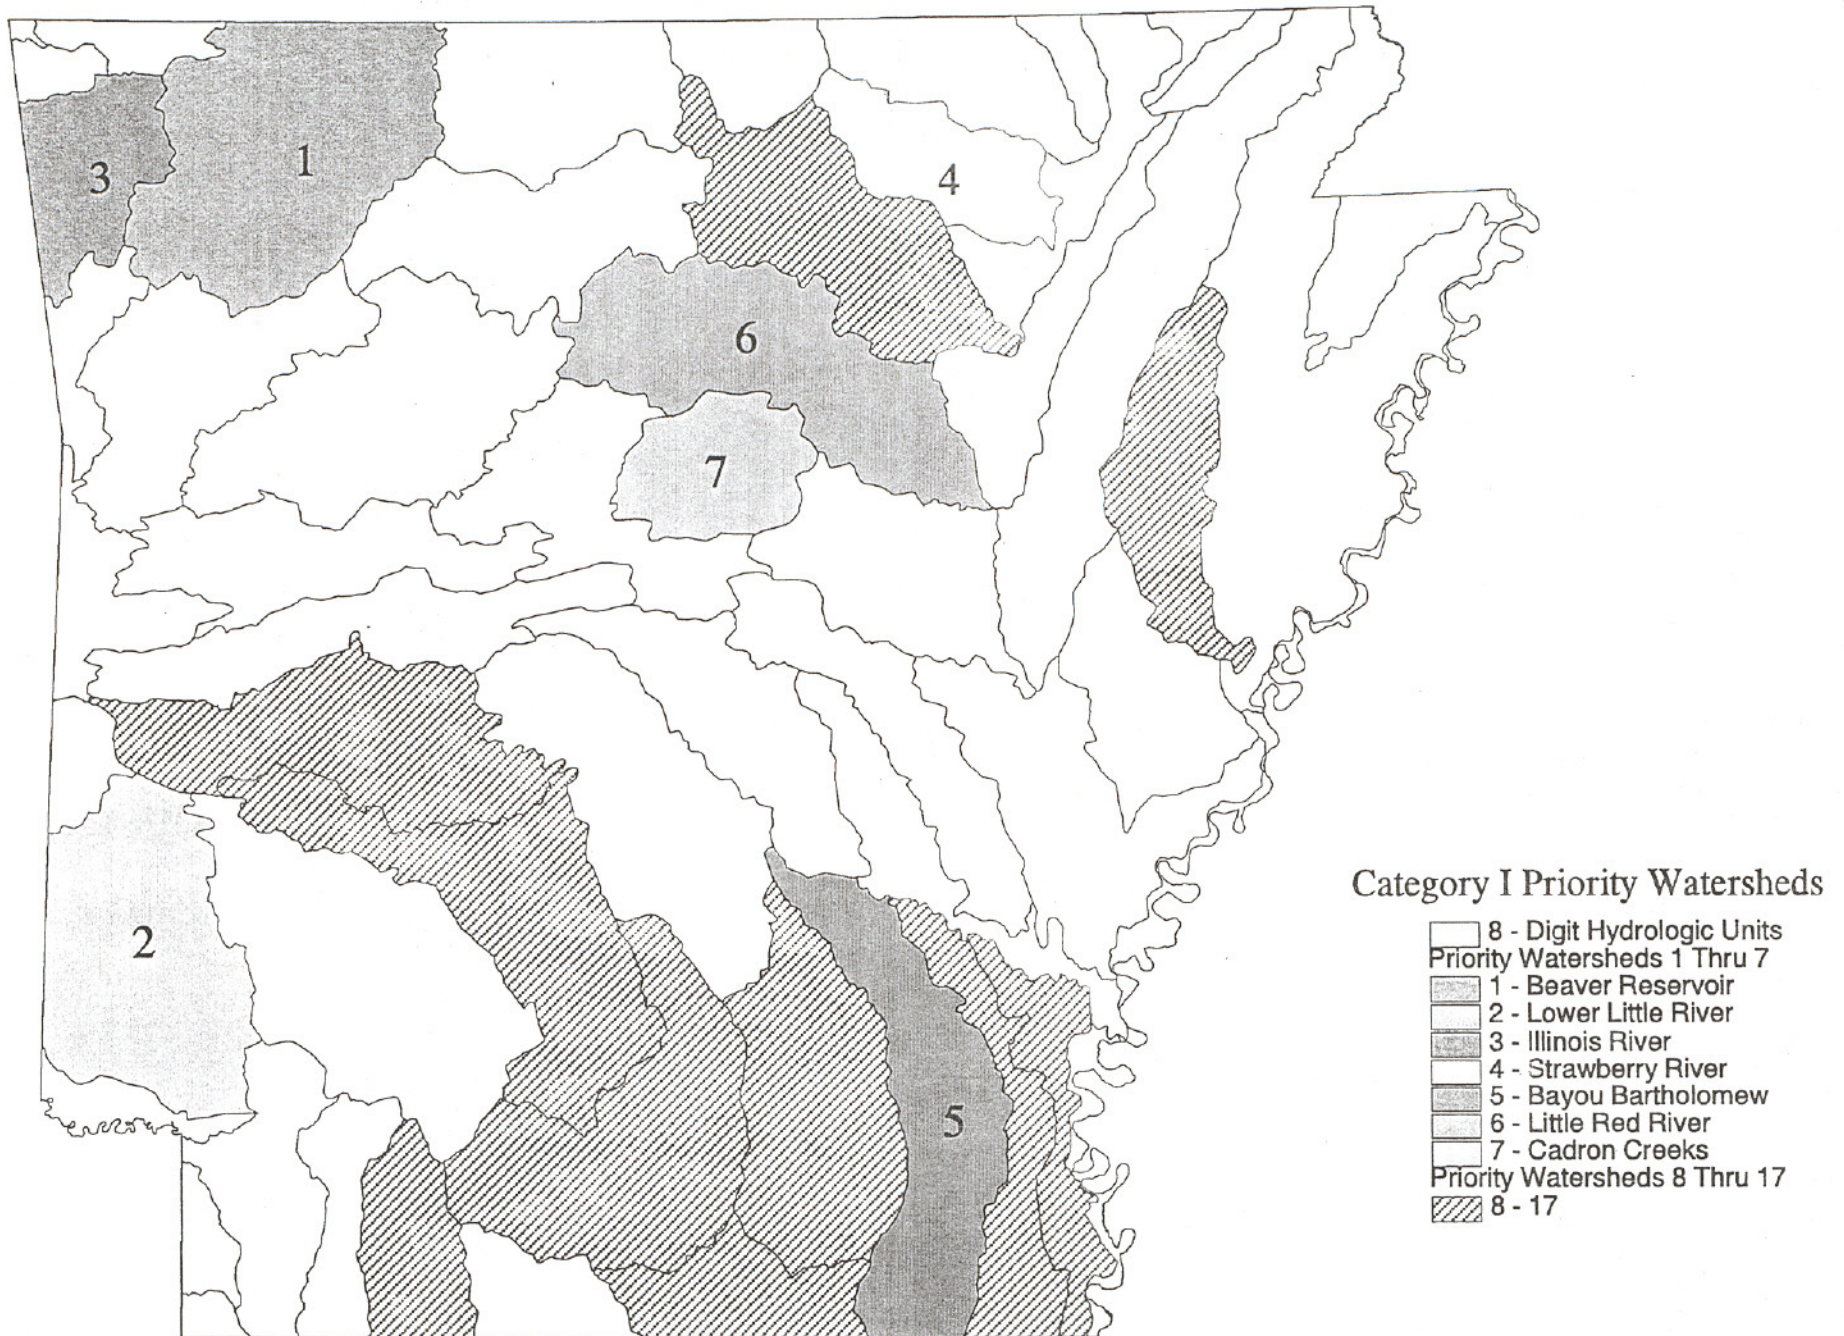 1
3
4
6
7
2
5
Category I Priority Watersheds
8 - Digit Hydrologic Units
Priority Watersheds 1 Thru 7
1 - Beaver Reservoir
2 - Lower Little River
3 - Illinois River
4 - Strawberry River
5 - Bayou Bartholomew
6 - Little Red River
7 - Cadron Creeks
Priority Watersheds 8 Thru 17
8 - 17